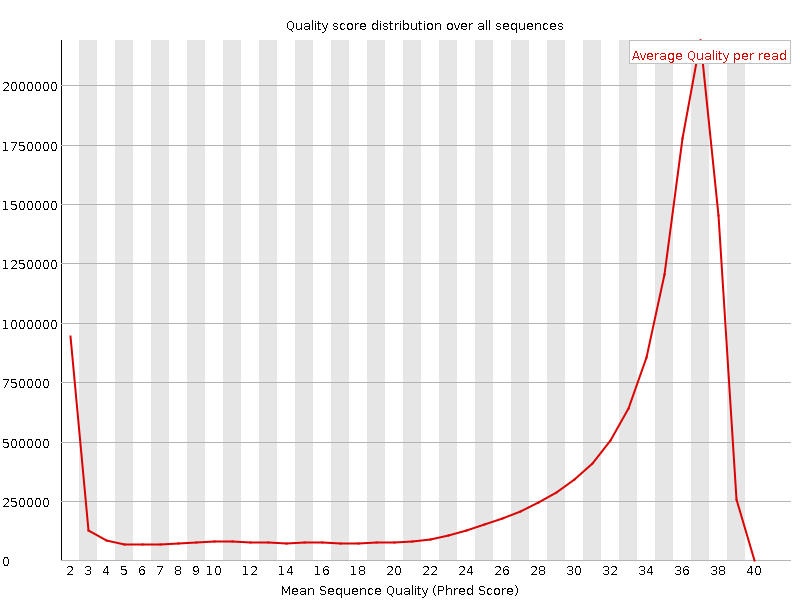 Quality score distribution over all sequences
Average Quality per read
2000000
1750000
1500000
1250000
1000000
750000
500000
250000
0
2 3 4 5 6 7 8 9 10 12 14 16 18 20 22 24 26 28 30 32 34 36 38 40
Mean Sequence Quality (Phred Score)